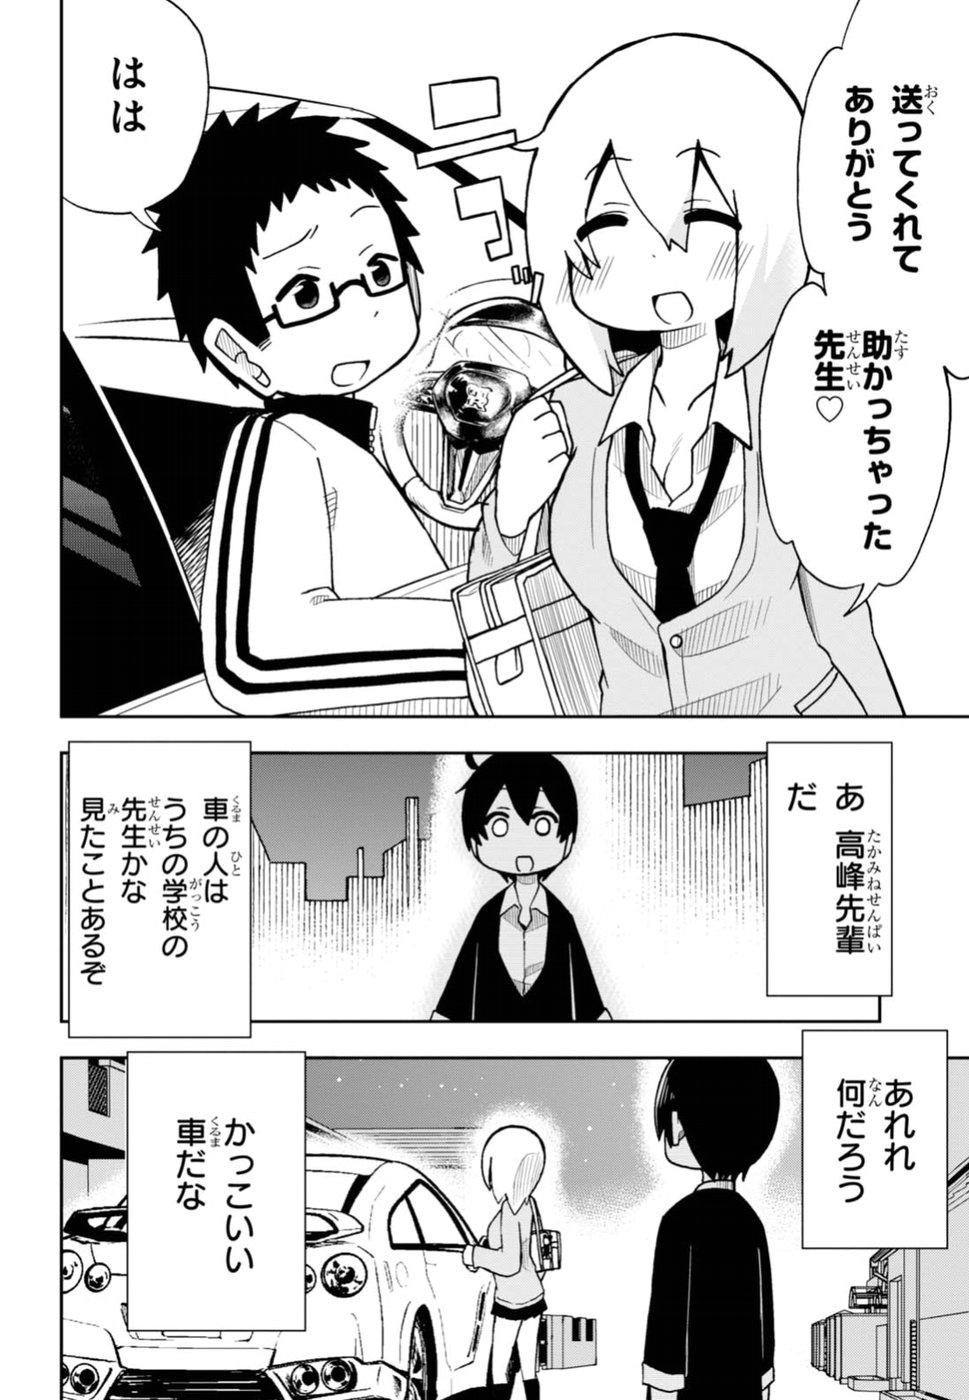 送ってくれて
ありがとう
助かっちゃった
先生♡
はは
ニコ
あ 高峰先輩
だ
車の人は
うちの学校の
先生かな
見たことあるぞ
あれれ
何だろう
かっこいい
車だな